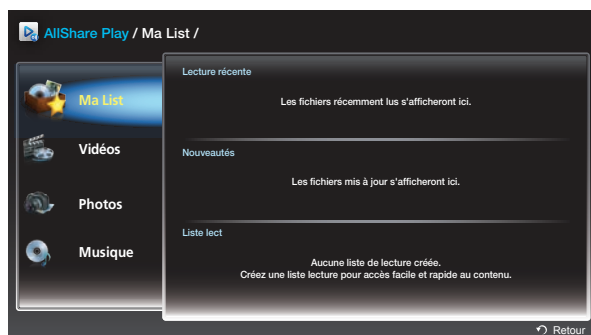 AllShare Play / Ma List /
Ma List
Vidéos
Photos
Musique
Lecture récente
Les fichiers récemment lus s'afficheront ici.
Nouveautés
Les fichiers mis à jour s'afficheront ici.
Liste lect
Aucune liste de lecture créée.
Créez une liste lecture pour accès facile et rapide au contenu.
Retour